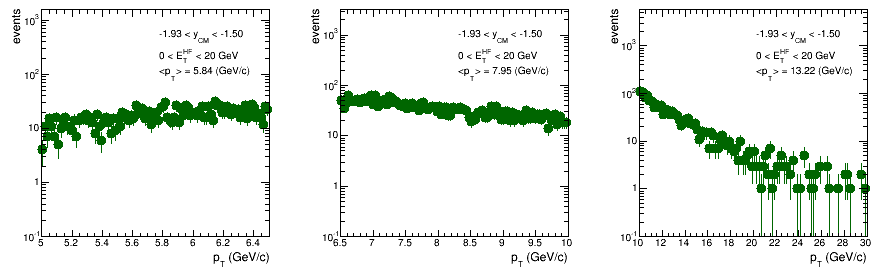 events
-1.93 < y_CM < -1.50
0 < E_T^HF < 20 GeV
<p_T> = 5.84 (GeV/c)
10^3
10^2
10
1
10^-1
5 5.2 5.4 5.6 5.8 6 6.2 6.4
p_T (GeV/c)
events
-1.93 < y_CM < -1.50
0 < E_T^HF < 20 GeV
<p_T> = 7.95 (GeV/c)
10^3
10^2
10
1
10^-1
6.5 7 7.5 8 8.5 9 9.5 10
p_T (GeV/c)
events
-1.93 < y_CM < -1.50
0 < E_T^HF < 20 GeV
<p_T> = 13.22 (GeV/c)
10^3
10^2
10
1
10^-1
10 12 14 16 18 20 22 24 26 28 30
p_T (GeV/c)